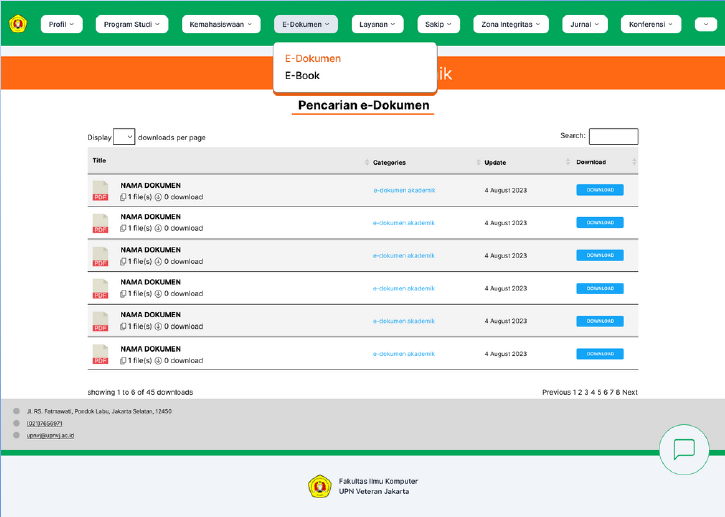 Profil
Program Studi
Kemahasiswaan
E-Dokumen
Layanan
Sakip
Zona Integritas
Jurnal
Konferensi
E-Dokumen
E-Book
Pencarian e-Dokumen
Display downloads per page
Search:
Title Categories Update Download
NAMA DOKUMEN
1 file(s) 0 download
e-dokumen akademik 4 August 2023 DOWNLOAD
PDF
NAMA DOKUMEN
1 file(s) 0 download
e-dokumen akademik 4 August 2023 DOWNLOAD
PDF
NAMA DOKUMEN
1 file(s) 0 download
e-dokumen akademik 4 August 2023 DOWNLOAD
PDF
NAMA DOKUMEN
1 file(s) 0 download
e-dokumen akademik 4 August 2023 DOWNLOAD
PDF
NAMA DOKUMEN
1 file(s) 0 download
e-dokumen akademik 4 August 2023 DOWNLOAD
PDF
NAMA DOKUMEN
1 file(s) 0 download
e-dokumen akademik 4 August 2023 DOWNLOAD
PDF
showing 1 to 6 of 45 downloads
Previous 1 2 3 4 5 6 7 8 Next
Jl. RS. Fatmawati, Pondok Labu, Jakarta Selatan, 12450
upnvj@upnvj.ac.id
Fakultas Ilmu Komputer
UPN Veteran Jakarta